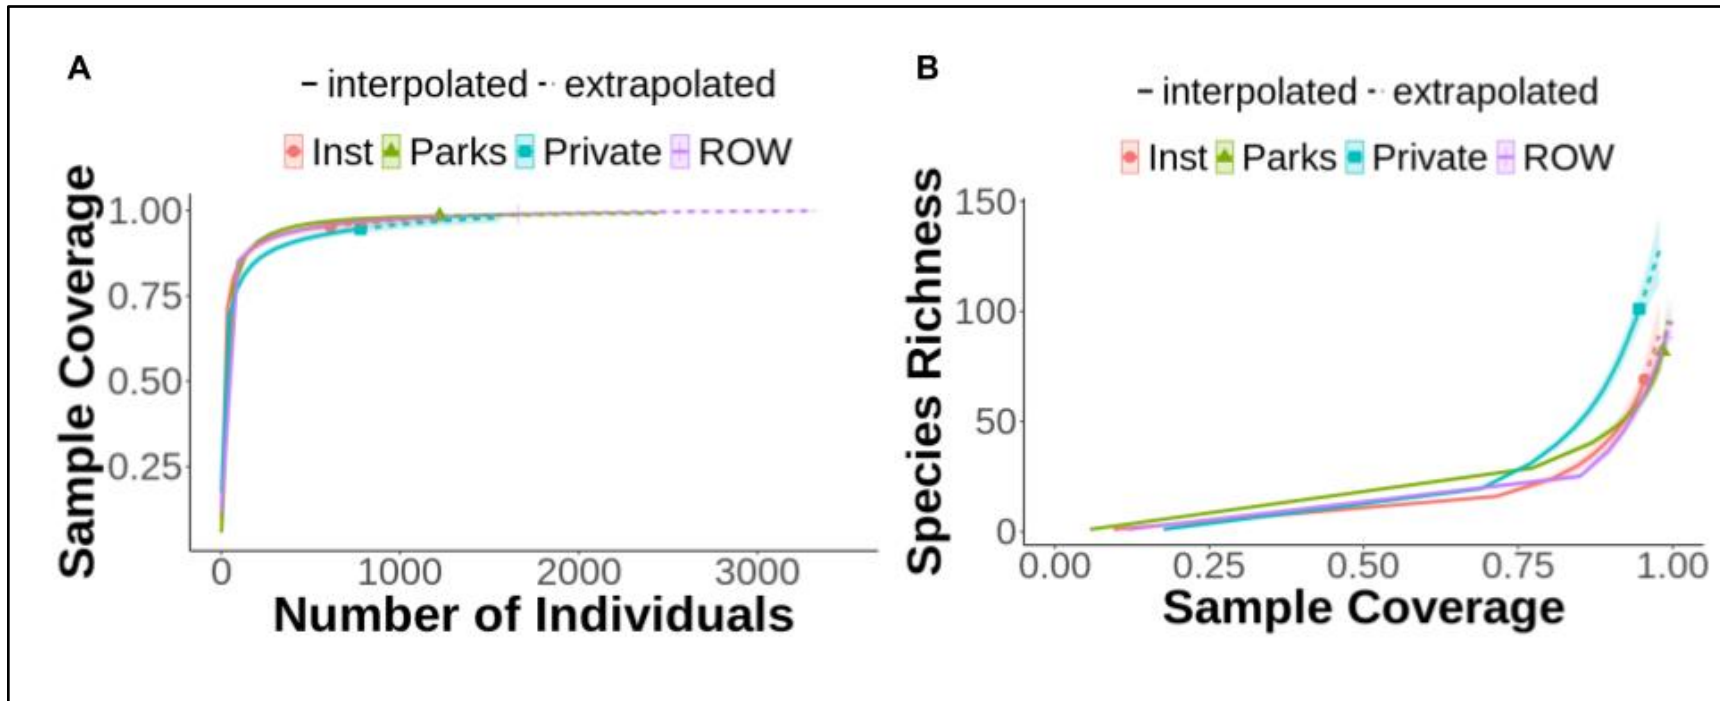 A
interpolated extrapolated
Inst Parks Private ROW
Sample Coverage
1.00
0.75
0.50
0.25
0 1000 2000 3000
Number of Individuals
B
interpolated extrapolated
Inst Parks Private ROW
Species Richness
150
100
50
0
0.00 0.25 0.50 0.75 1.00
Sample Coverage